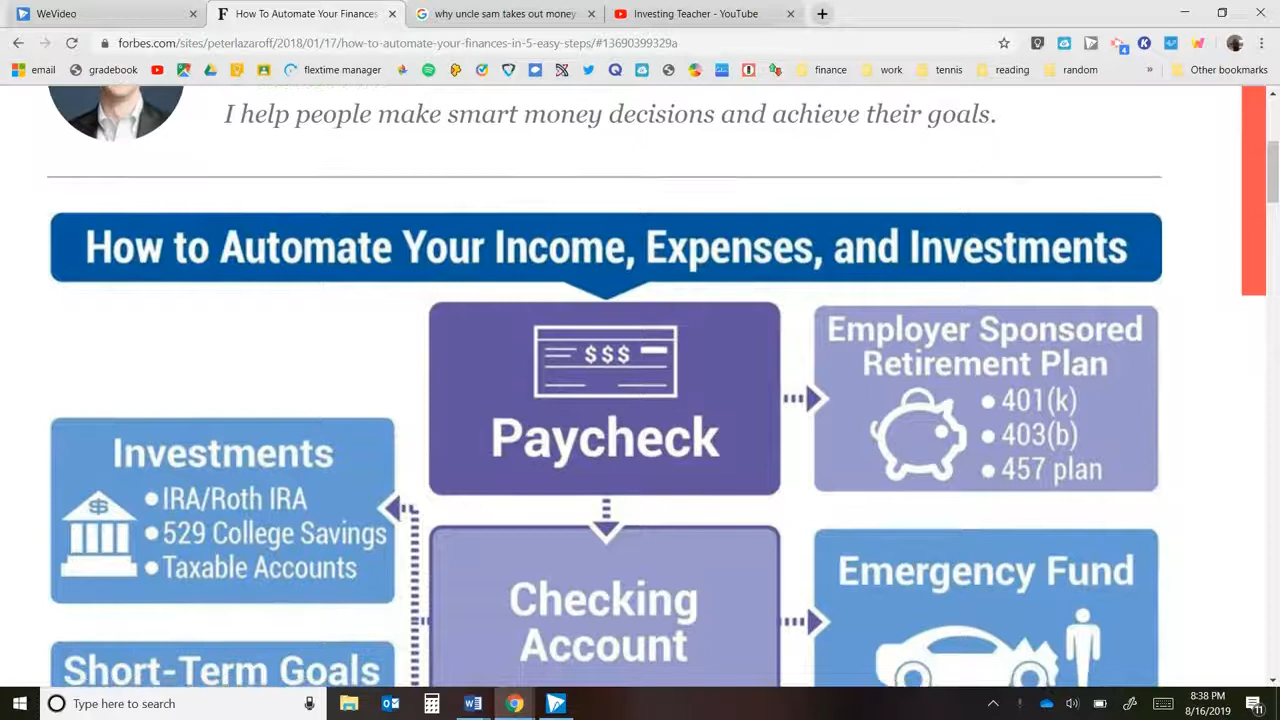 WeVideo
How To Automate Your Finances
why uncle sam takes out money
Investing Teacher - YouTube
forbes.com/sites/peterlazaroff/2018/01/17/how-to-automate-your-finances-in-5-easy-steps/#13690399329a
email
gradebook
flextime manager
finance
work
tennis
reading
random
Other bookmarks
I help people make smart money decisions and achieve their goals.
How to Automate Your Income, Expenses, and Investments
$$$
Paycheck
Employer Sponsored
Retirement Plan
• 401(k)
• 403(b)
• 457 plan
Investments
$
• IRA/Roth IRA
• 529 College Savings
• Taxable Accounts
Checking
Account
Emergency Fund
Short-Term Goals
Type here to search
8:38 PM
8/16/2019